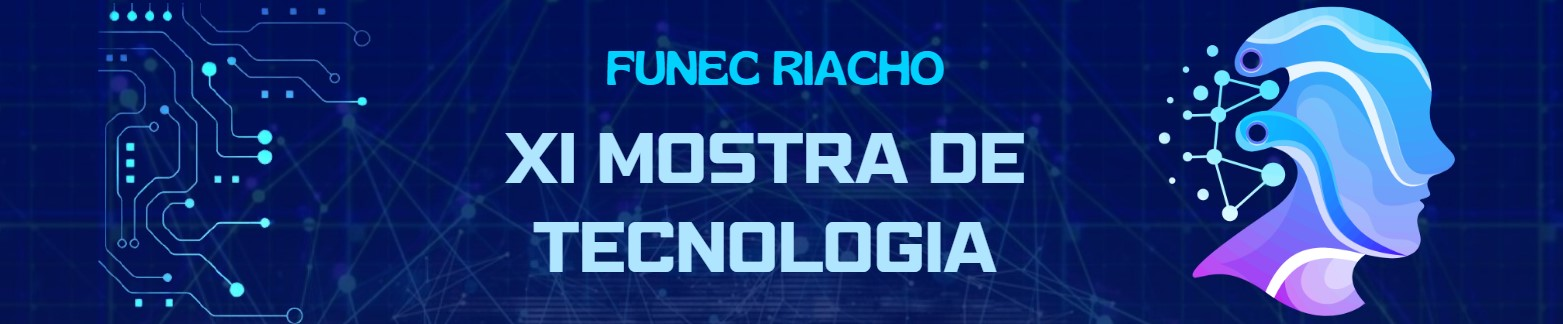 FUNEC RIACHO
XI MOSTRA DE
TECNOLOGIA